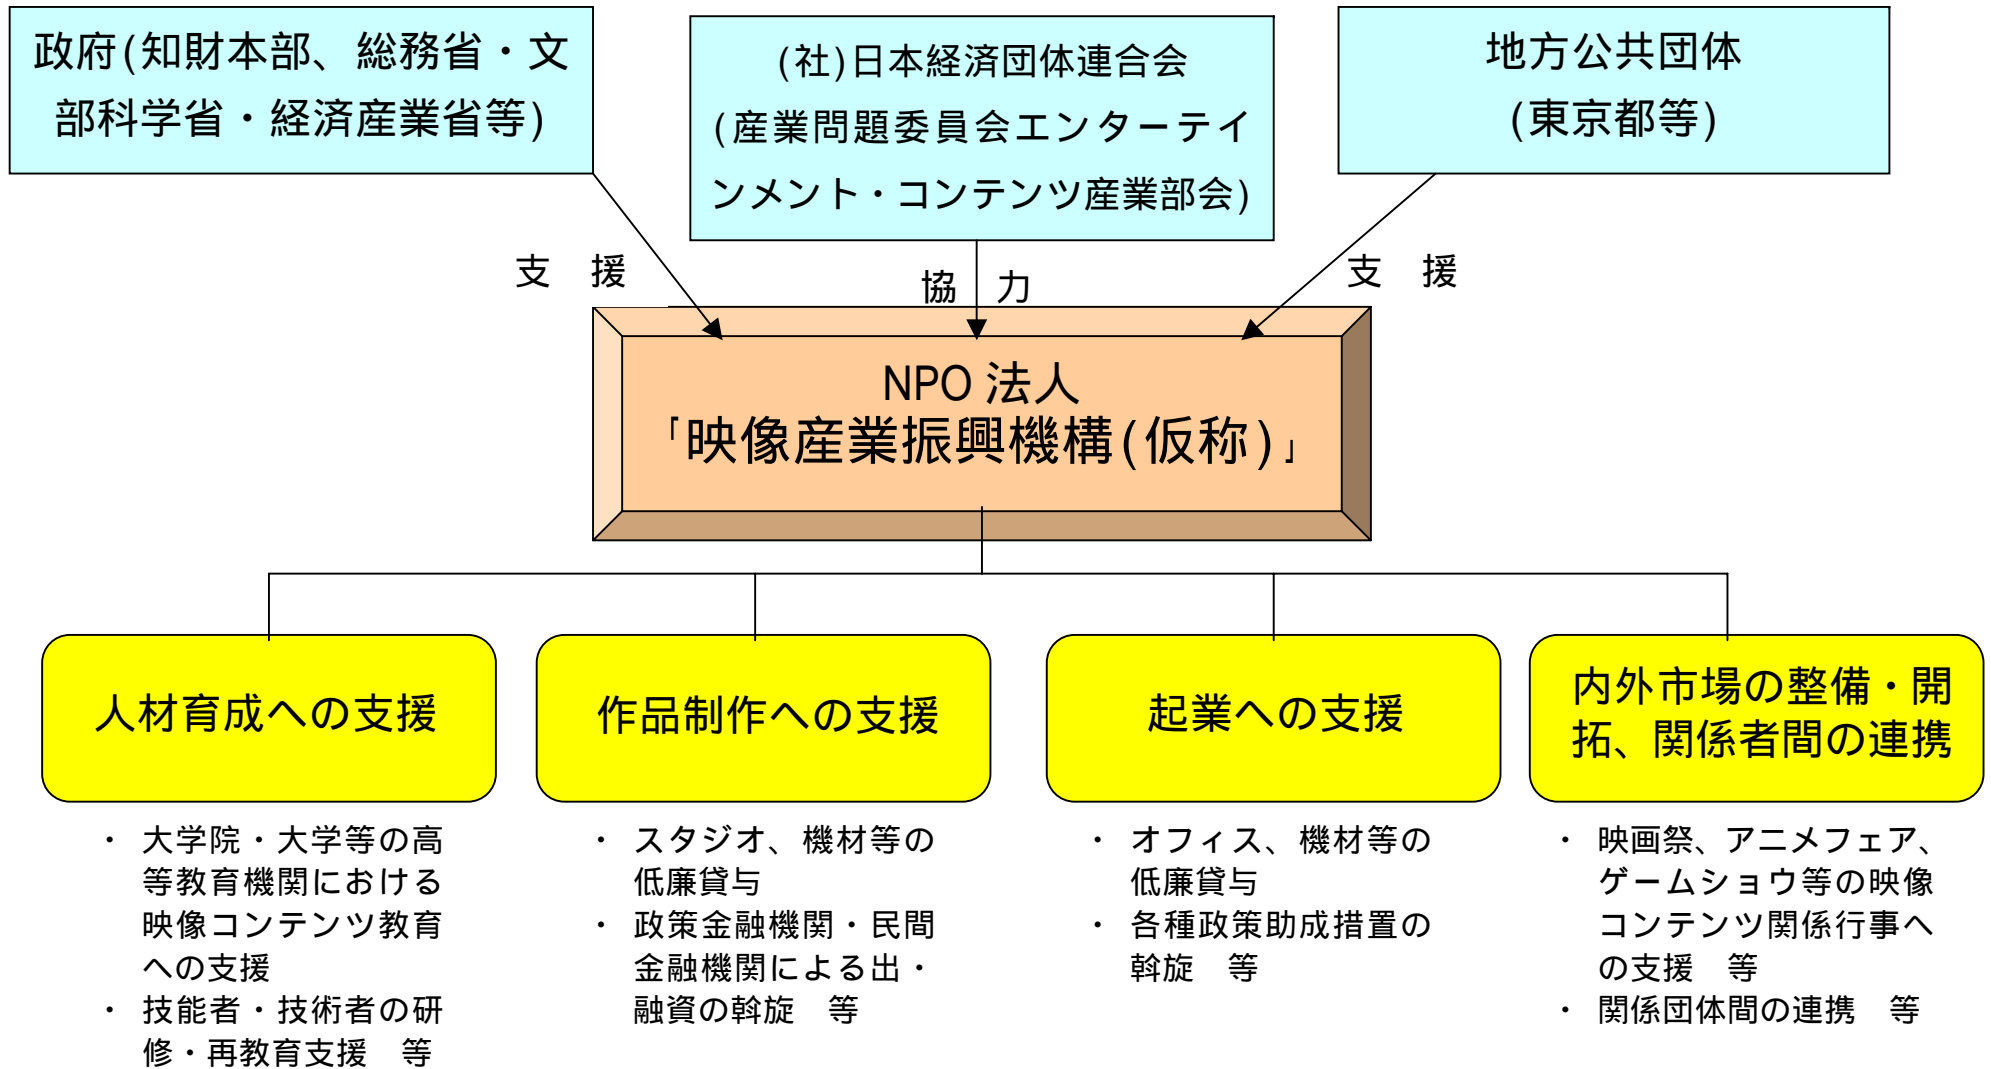 政府(知財本部、総務省・文
部科学省・経済産業省等)
(社)日本経済団体連合会
(産業問題委員会エンターテイ
ンメント・コンテンツ産業部会)
地方公共団体
(東京都等)
支　援
協　力
支　援
NPO 法人
「映像産業振興機構(仮称)」
人材育成への支援
作品制作への支援
起業への支援
内外市場の整備・開
拓、関係者間の連携
・ 大学院・大学等の高
等教育機関における
映像コンテンツ教育
への支援
・ 技能者・技術者の研
修・再教育支援　等
・ スタジオ、機材等の
低廉貸与
・ 政策金融機関・民間
金融機関による出・
融資の斡旋　等
・ オフィス、機材等の
低廉貸与
・ 各種政策助成措置の
斡旋　等
・ 映画祭、アニメフェア、
ゲームショウ等の映像
コンテンツ関係行事へ
の支援　等
・ 関係団体間の連携　等